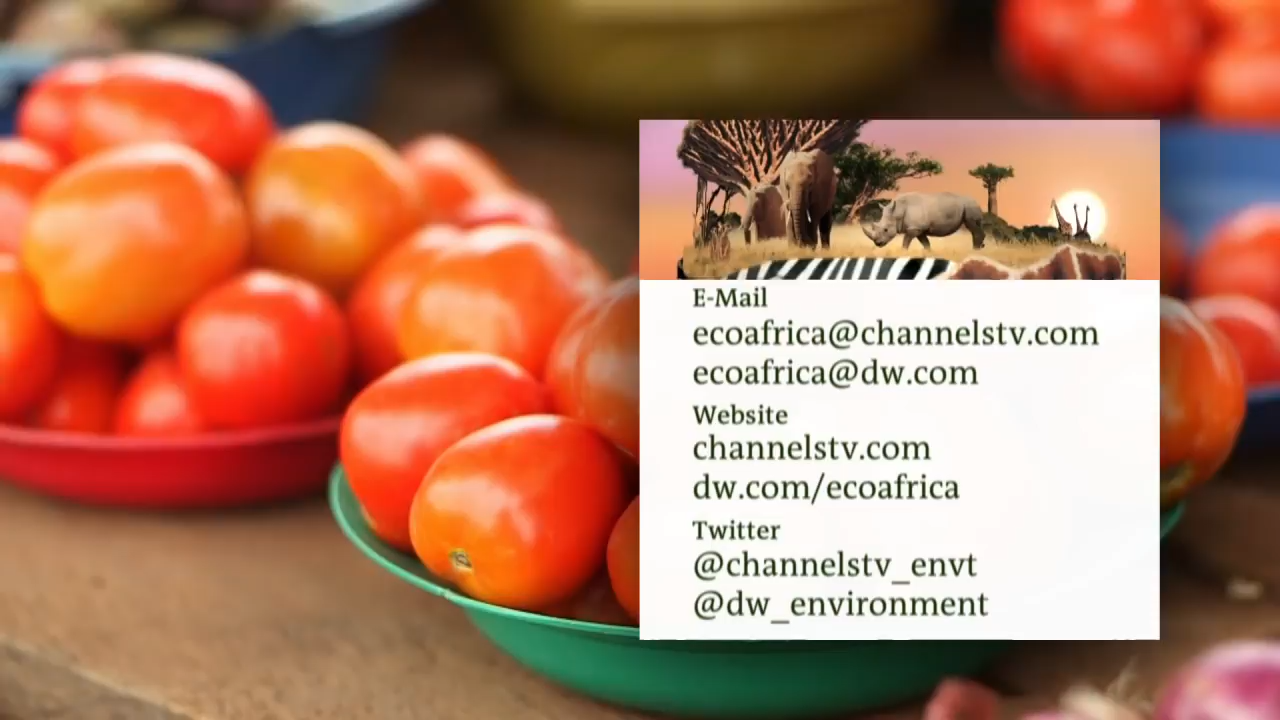 E-Mail
ecoafrica@channelstv.com
ecoafrica@dw.com
Website
channelstv.com
dw.com/ecoafrica
Twitter
@channelstv_envt
@dw_environment